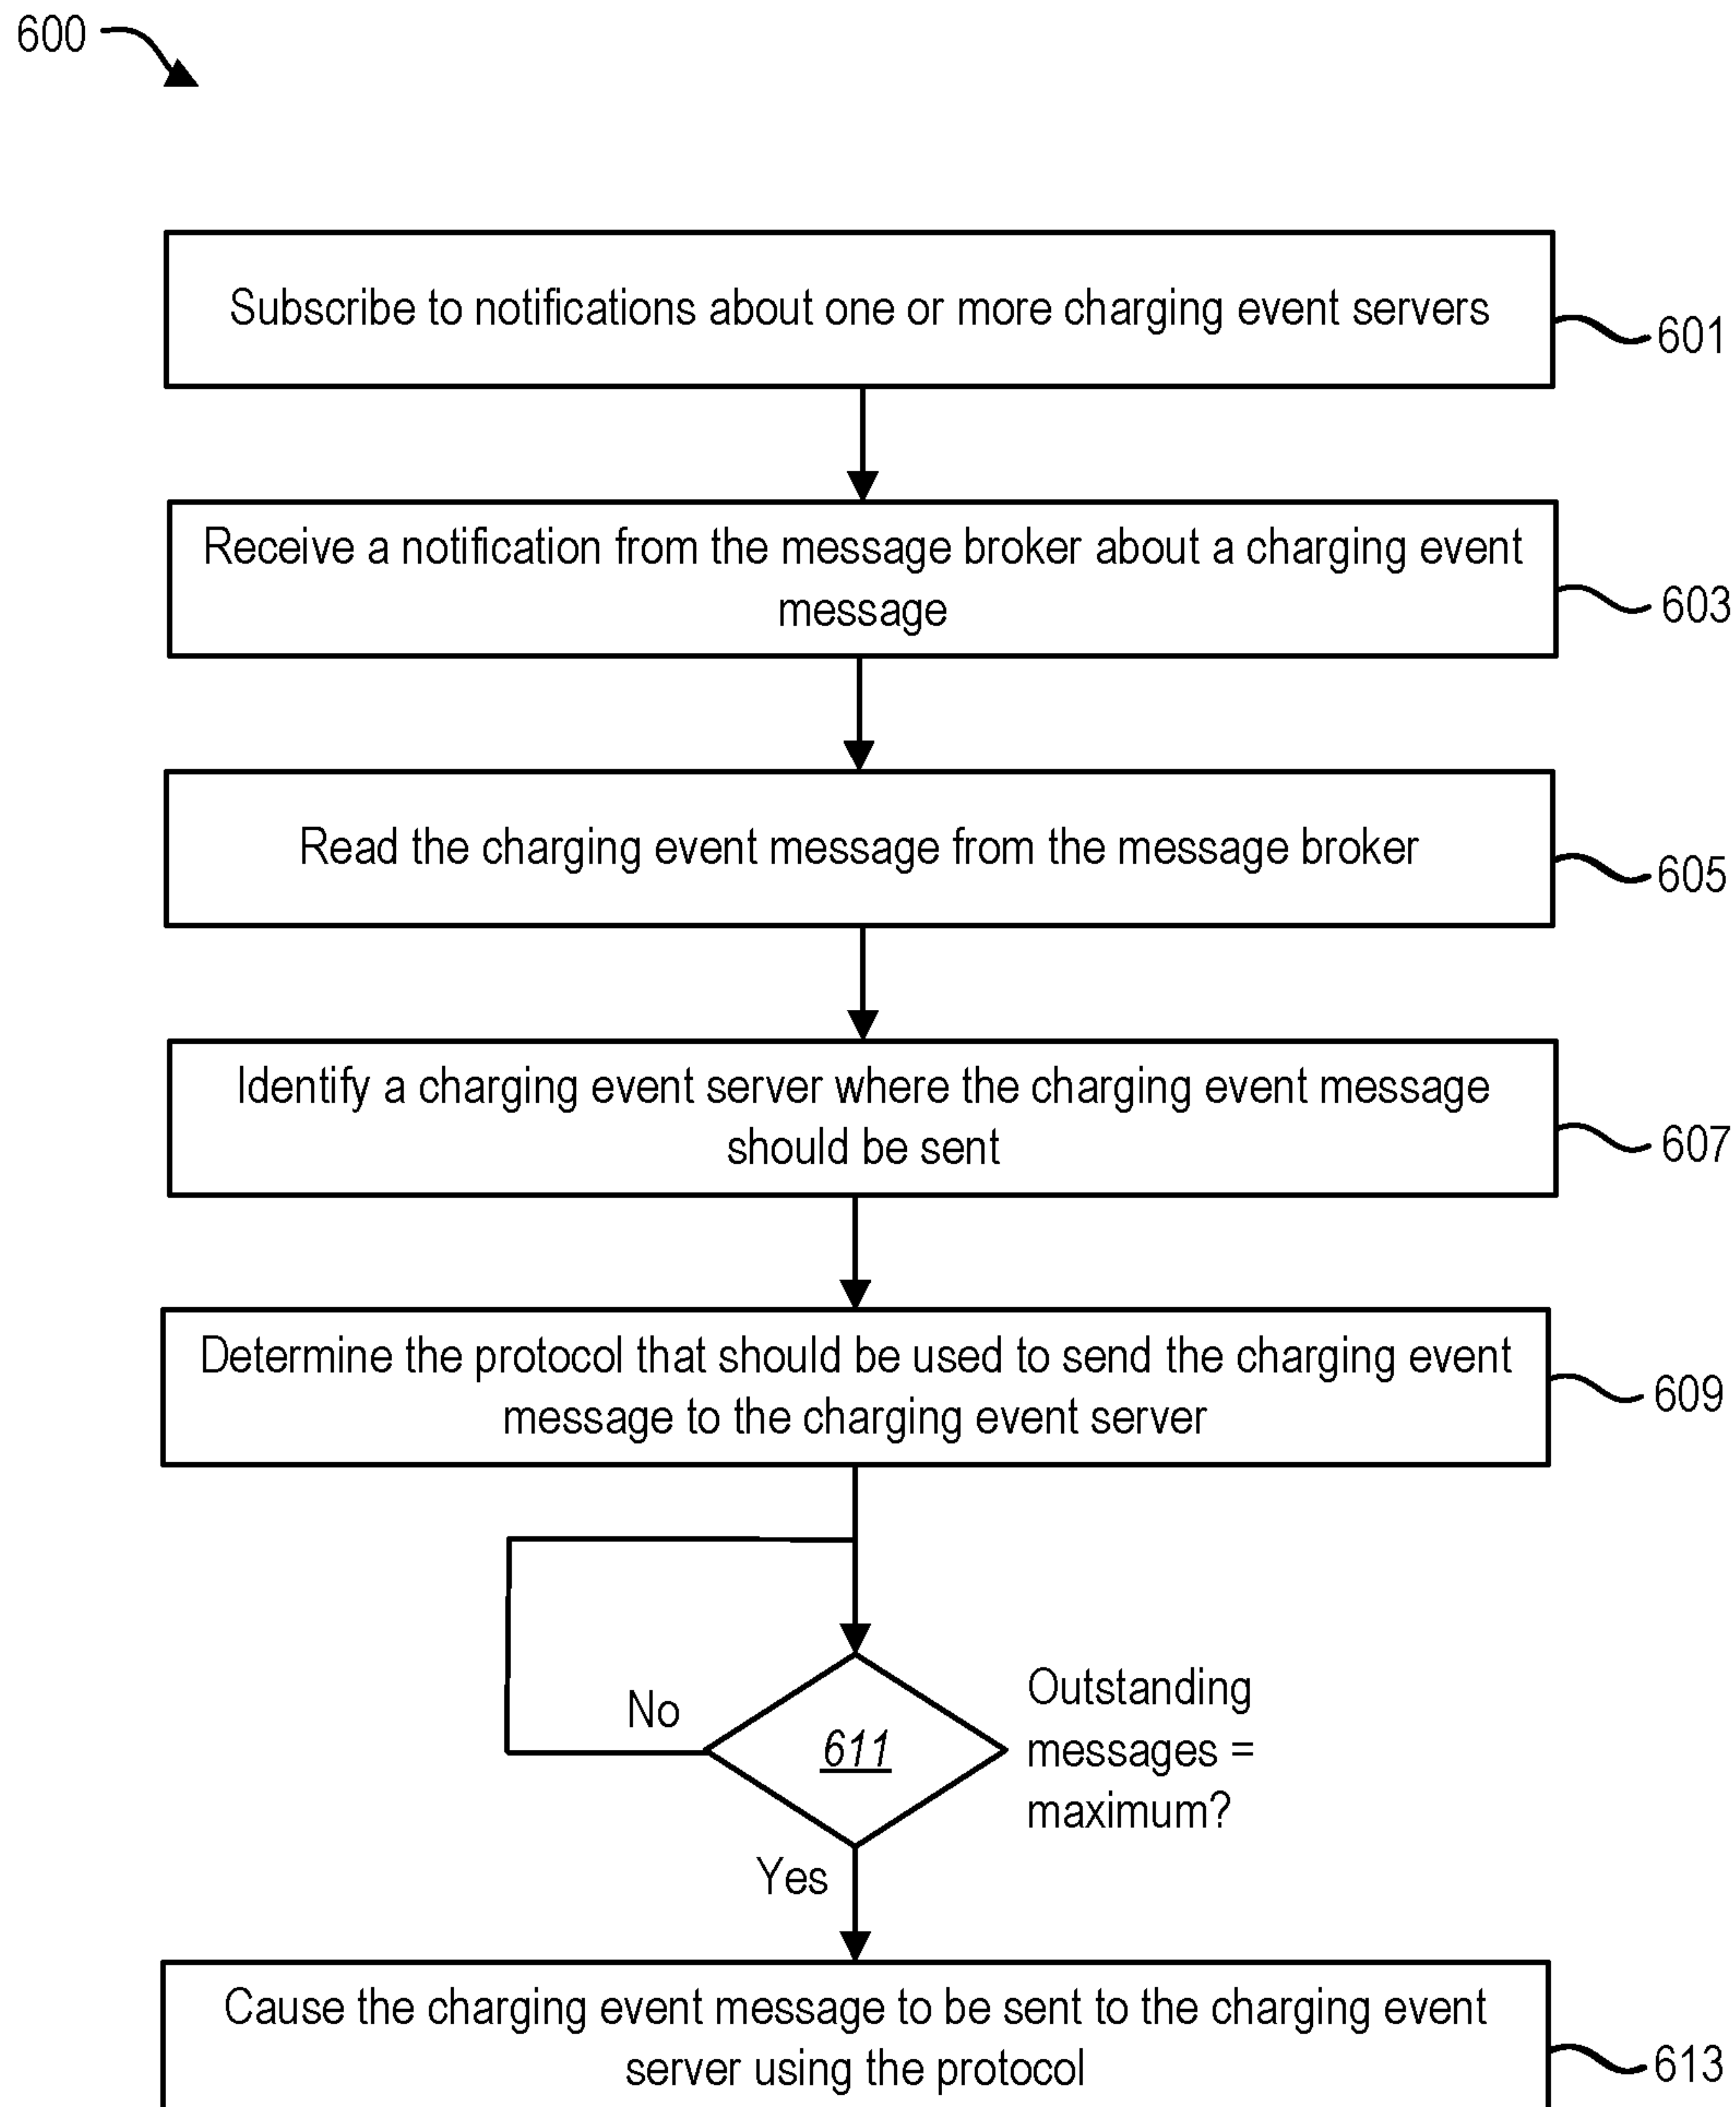 600
Subscribe to notifications about one or more charging event servers
601
Receive a notification from the message broker about a charging event
message
603
Read the charging event message from the message broker
605
Identify a charging event server where the charging event message
should be sent
607
Determine the protocol that should be used to send the charging event
message to the charging event server
609
No
611
Outstanding
messages =
maximum?
Yes
Cause the charging event message to be sent to the charging event
server using the protocol
613